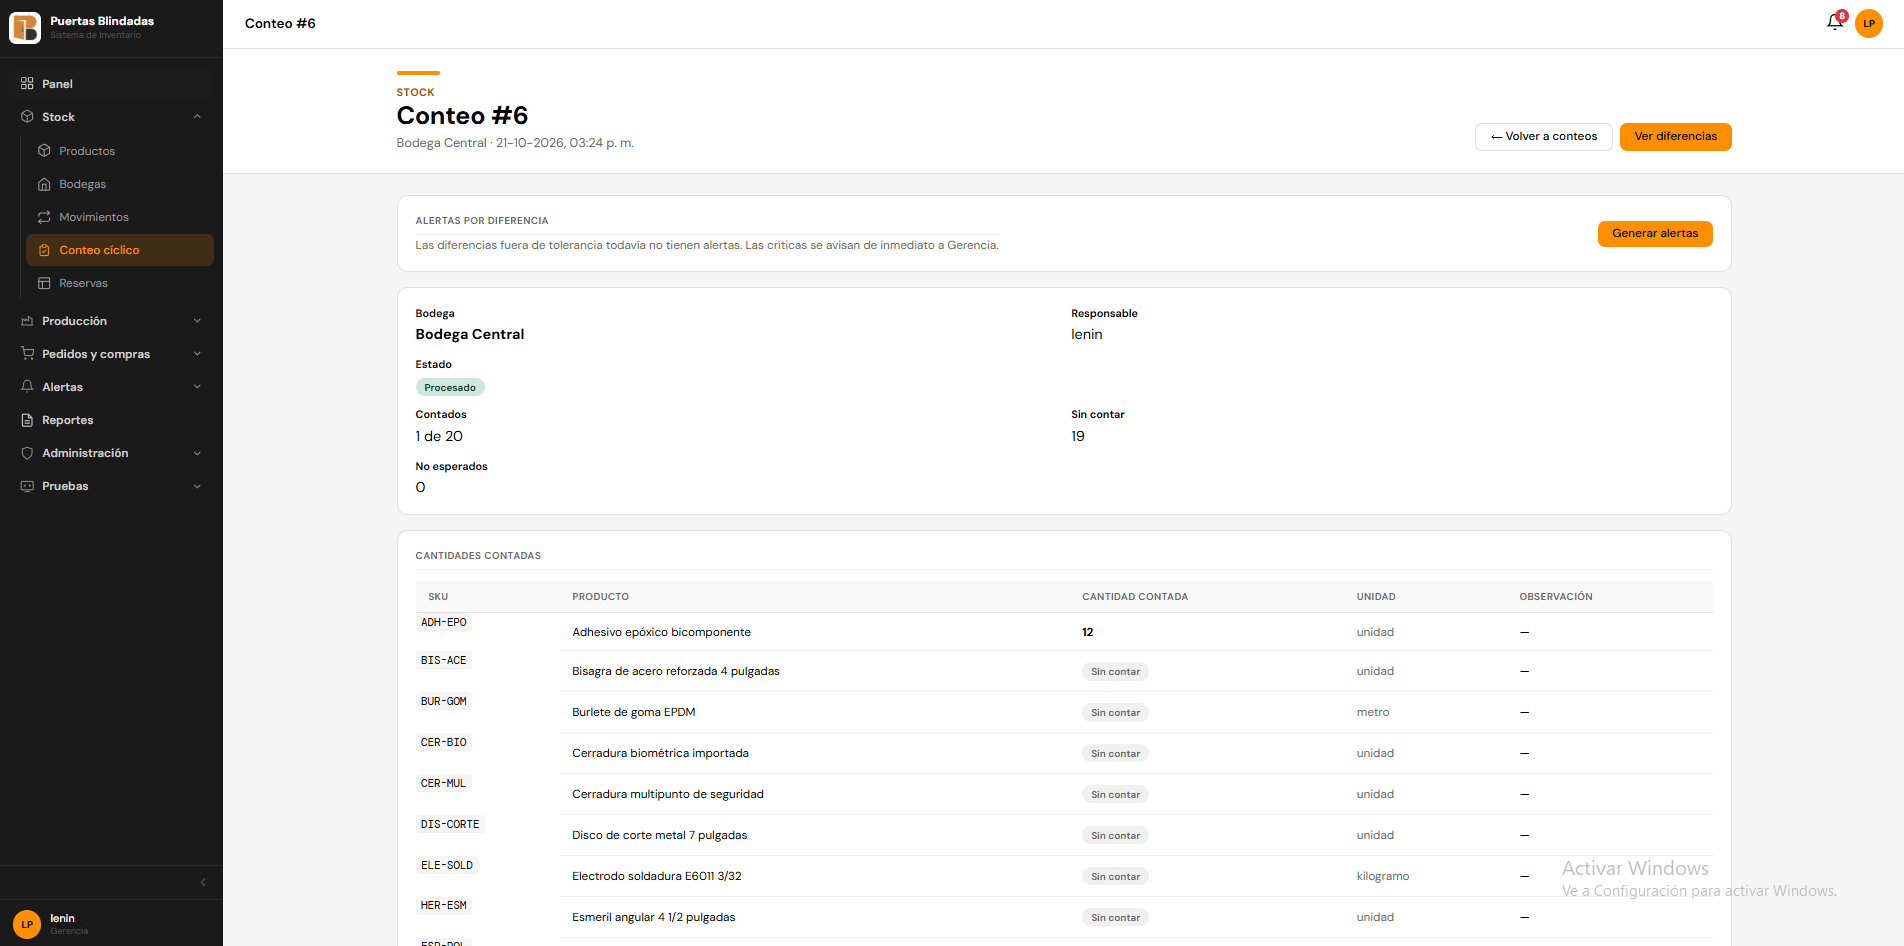 Puertas Blindadas
Sistema de Inventario
Panel
Stock
Productos
Bodegas
Movimientos
Conteo cíclico
Reservas
Producción
Pedidos y compras
Alertas
Reportes
Administración
Pruebas
LP
lenin
Gerencia
Conteo #6
8
LP
STOCK
Conteo #6
Bodega Central · 21-10-2026, 03:24 p. m.
← Volver a conteos
Ver diferencias
ALERTAS POR DIFERENCIA
Las diferencias fuera de tolerancia todavía no tienen alertas. Las críticas se avisan de inmediato a Gerencia.
Generar alertas
Bodega
Bodega Central
Responsable
lenin
Estado
Procesado
Contados
1 de 20
Sin contar
19
No esperados
0
CANTIDADES CONTADAS
SKU PRODUCTO CANTIDAD CONTADA UNIDAD OBSERVACIÓN
ADH-EPO Adhesivo epóxico bicomponente 12 unidad —
BIS-ACE Bisagra de acero reforzada 4 pulgadas Sin contar unidad —
BUR-GOM Burlete de goma EPDM Sin contar metro —
CER-BIO Cerradura biométrica importada Sin contar unidad —
CER-MUL Cerradura multipunto de seguridad Sin contar unidad —
DIS-CORTE Disco de corte metal 7 pulgadas Sin contar unidad —
ELE-SOLD Electrodo soldadura E6011 3/32 Sin contar kilogramo —
HER-ESM Esmeril angular 4 1/2 pulgadas Sin contar unidad —
Activar Windows
Ve a Configuración para activar Windows.